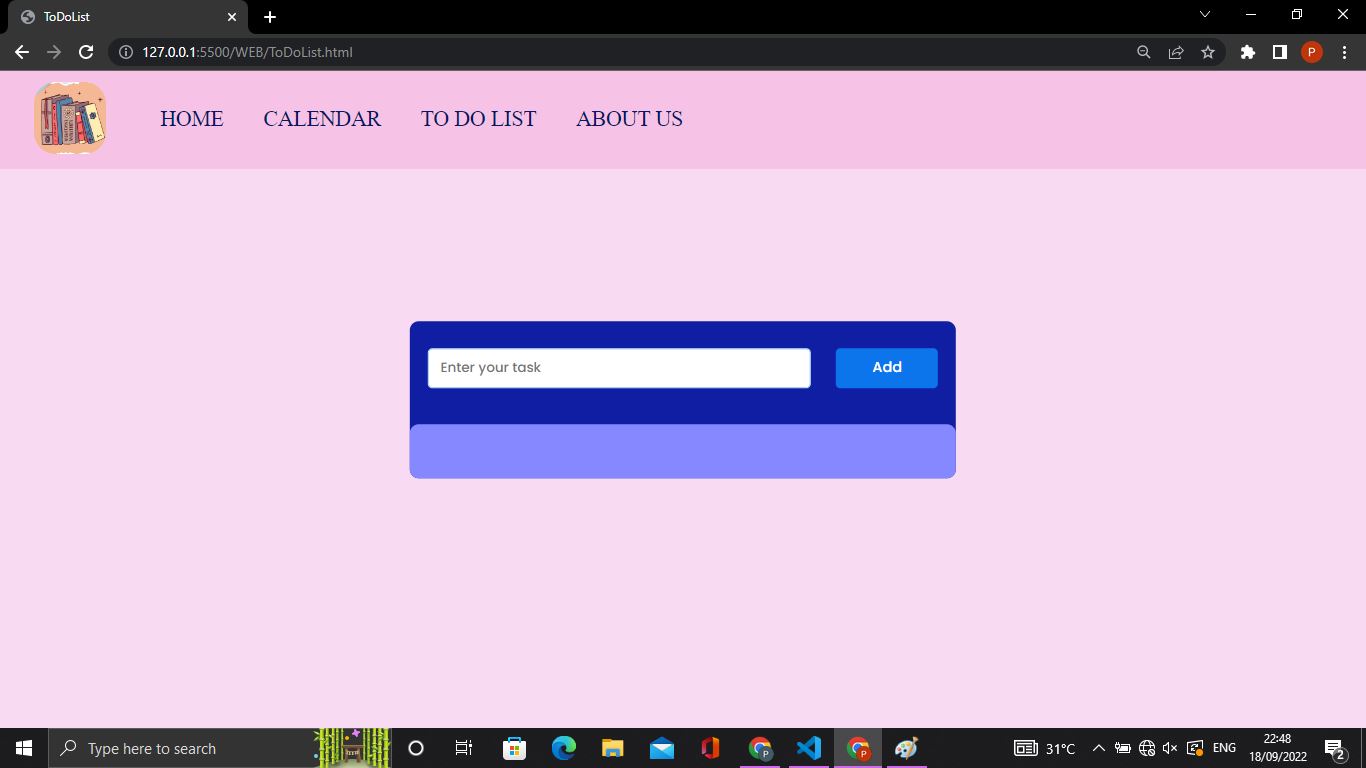 ToDoList
127.0.0.1:5500/WEB/ToDoList.html
P
HOME
CALENDAR
TO DO LIST
ABOUT US
Enter your task
Add
Type here to search
P
P
31°C
ENG
22:48
18/09/2022
2